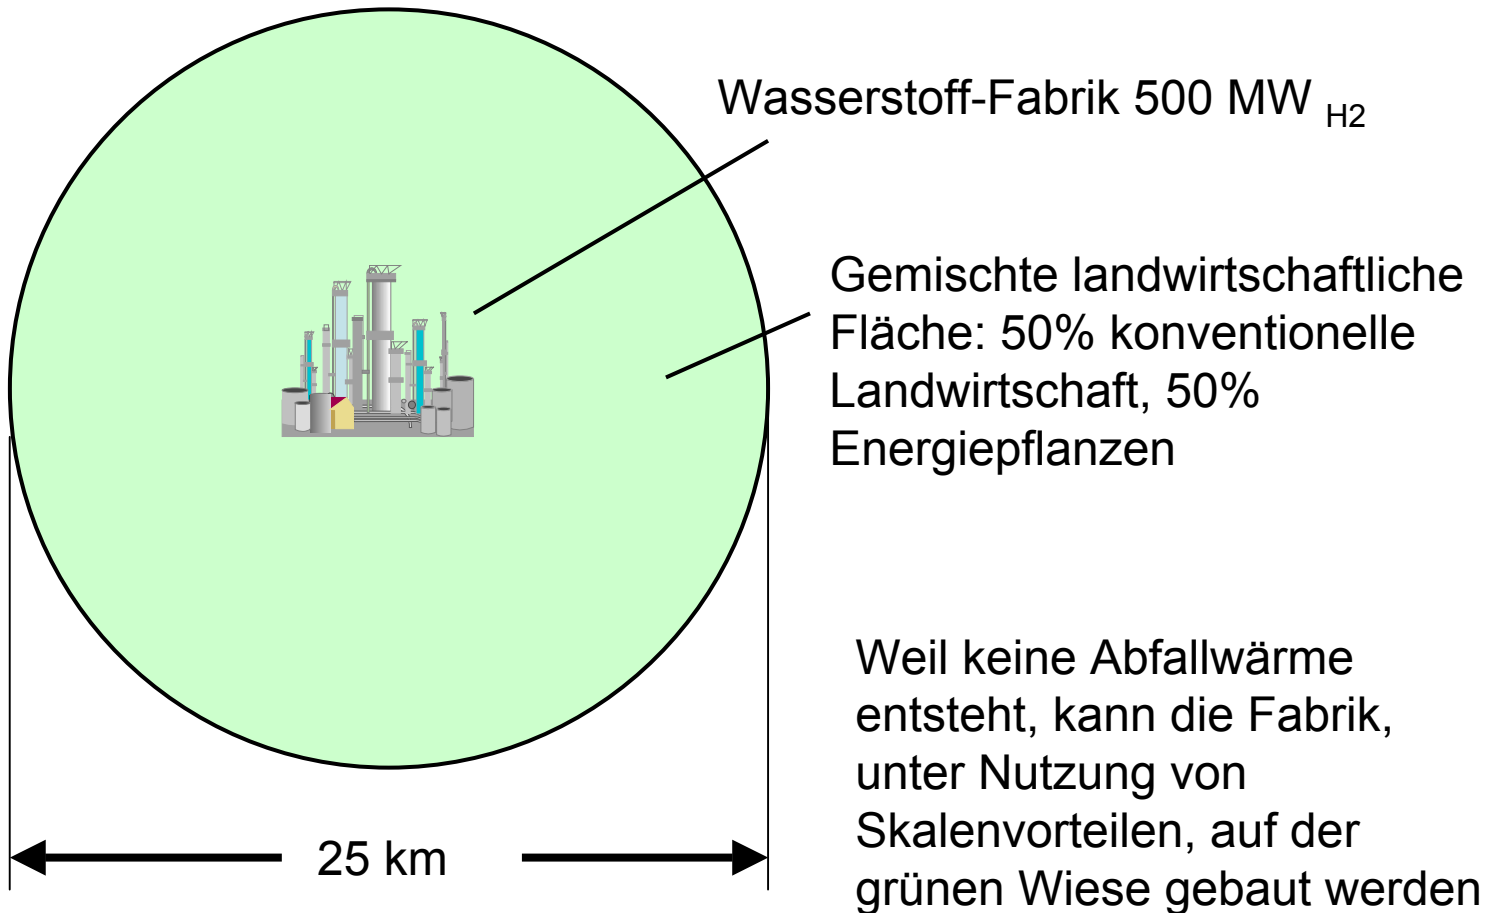 Wasserstoff-Fabrik 500 MW H2
Gemischte landwirtschaftliche
Fläche: 50% konventionelle
Landwirtschaft, 50%
Energiepflanzen
Weil keine Abfallwärme
entsteht, kann die Fabrik,
unter Nutzung von
Skalenvorteilen, auf der
grünen Wiese gebaut werden
25 km